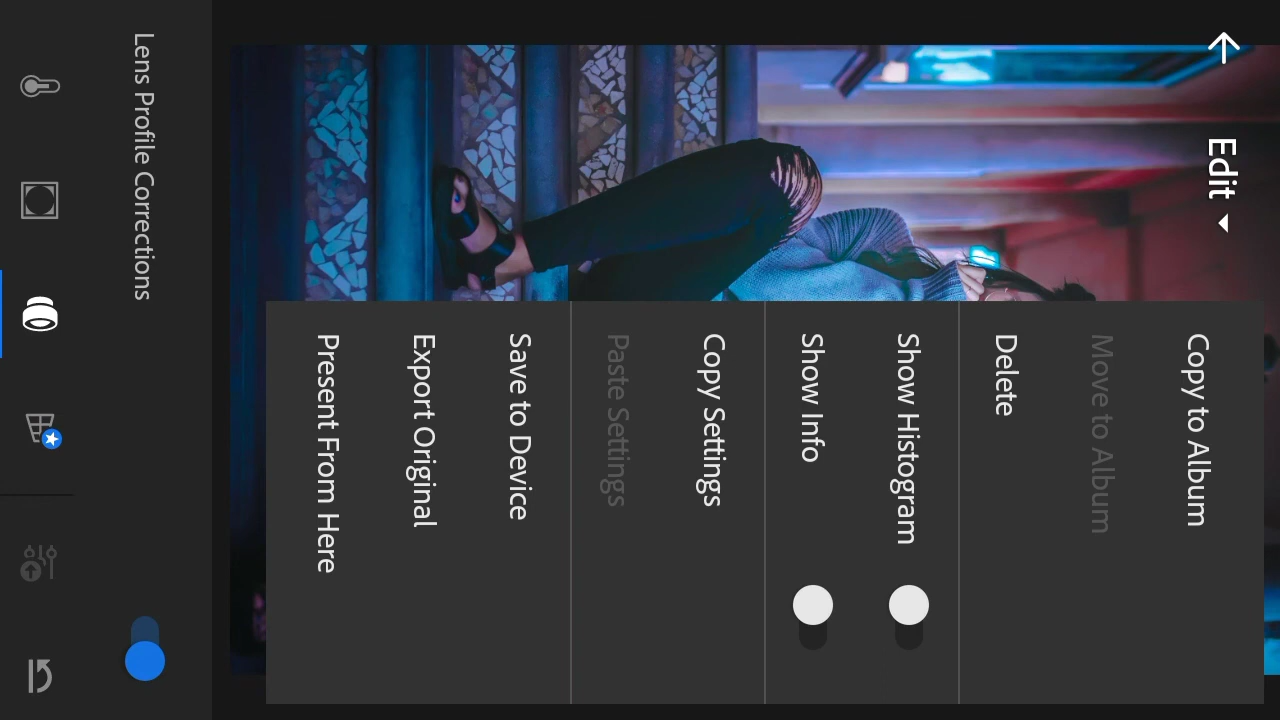 Edit
Copy to Album
Move to Album
Delete
Show Histogram
Show Info
Copy Settings
Paste Settings
Save to Device
Export Original
Present From Here
Lens Profile Corrections